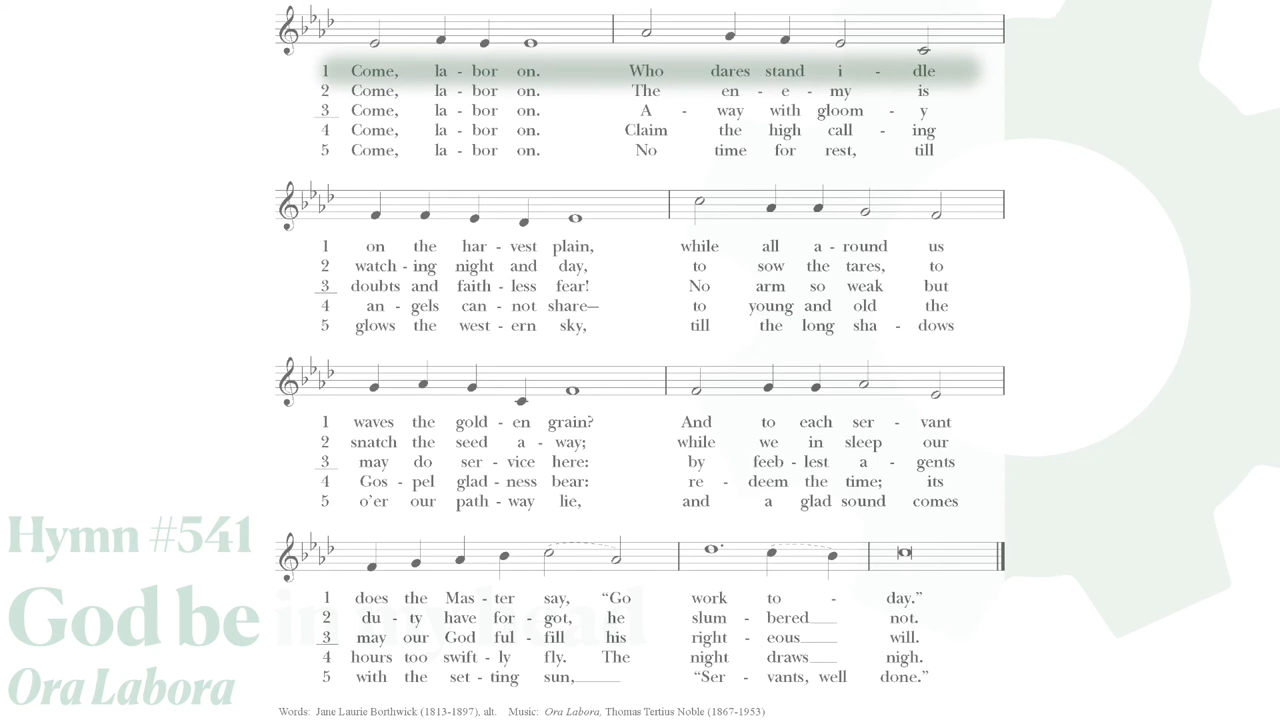 1 Come, la - bor on. Who dares stand i - dle
2 Come, la - bor on. The en - e - my is
3 Come, la - bor on. A - way with gloom - y
4 Come, la - bor on. Claim the high call - ing
5 Come, la - bor on. No time for rest, till
1 on the har - vest plain, while all a - round us
2 watch - ing night and day, to sow the tares, to
3 doubts and faith - less fear! No arm so weak but
4 an - gels can - not share— to young and old the
5 glows the west - ern sky, till the long sha - dows
1 waves the gold - en grain? And to each ser - vant
2 snatch the seed a - way; while we in sleep our
3 may do ser - vice here: by feeb - lest a - gents
4 Gos - pel glad - ness bear: re - deem the time; its
5 o'er our path - way lie, and a glad sound comes
1 does the Mas - ter say, “Go work to - day.”
2 du - ty have for - got, he slum - bered___ not.
3 may our God ful - fill his right - eous___ will.
4 hours too swift - ly fly. The night draws___ nigh.
5 with the set - ting sun,___ “Ser - vants, well done.”
Hymn #541
God be in my head
Ora Labora
Words: Jane Laurie Borthwick (1813-1897), alt. Music: Ora Labora, Thomas Tertius Noble (1867-1953)